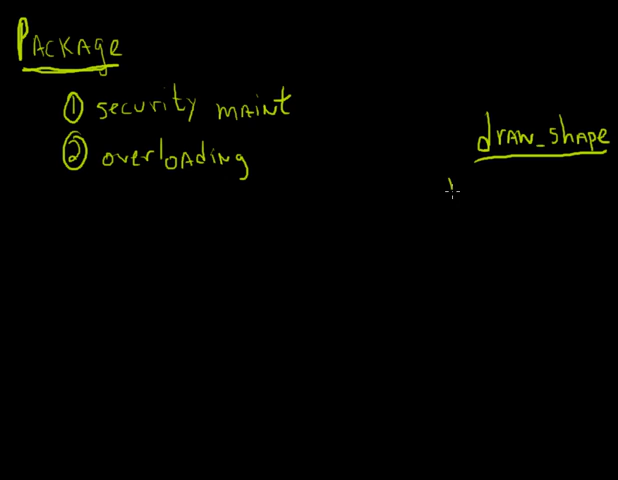 Package
① security maint
② overloading
draw_shape